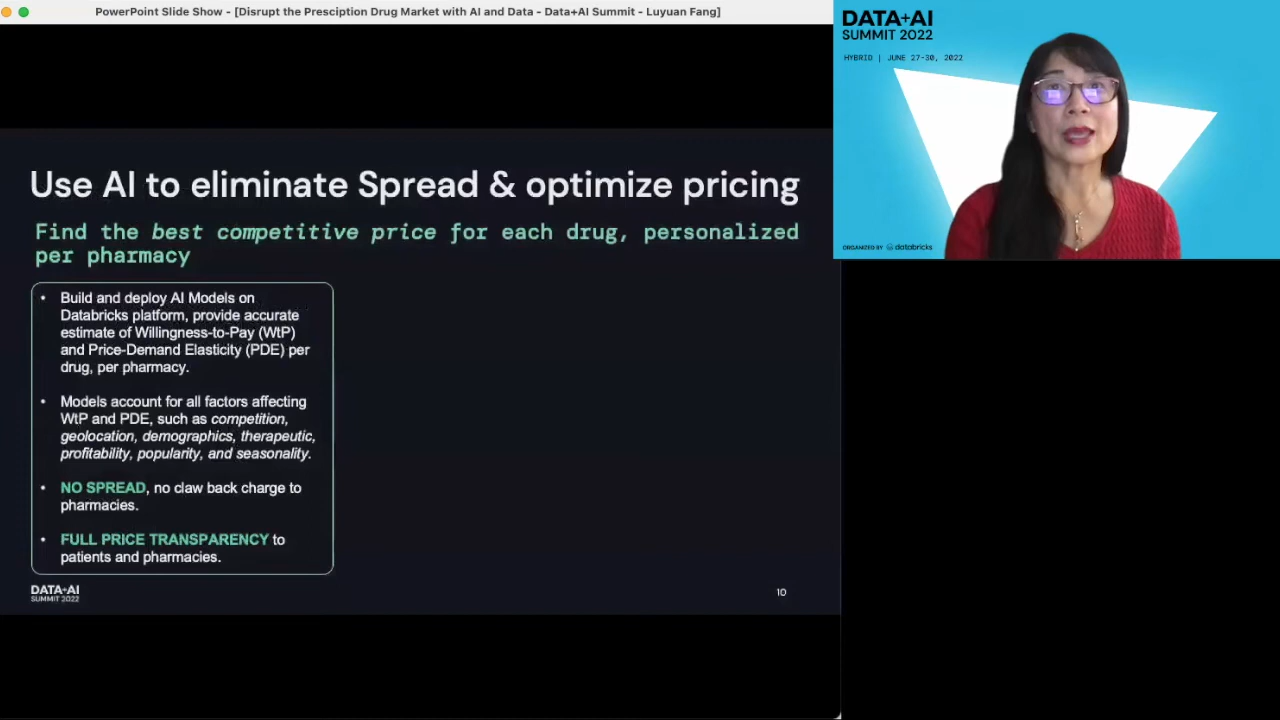 PowerPoint Slide Show - [Disrupt the Presciption Drug Market with AI and Data - Data+AI Summit - Luyuan Fang]
DATA+AI
SUMMIT 2022
HYBRID | JUNE 27-30, 2022
ORGANIZED BY databricks
Use AI to eliminate Spread & optimize pricing
Find the best competitive price for each drug, personalized
per pharmacy
• Build and deploy AI Models on
Databricks platform, provide accurate
estimate of Willingness-to-Pay (WtP)
and Price-Demand Elasticity (PDE) per
drug, per pharmacy.
• Models account for all factors affecting
WtP and PDE, such as competition,
geolocation, demographics, therapeutic,
profitability, popularity, and seasonality.
• NO SPREAD, no claw back charge to
pharmacies.
• FULL PRICE TRANSPARENCY to
patients and pharmacies.
DATA+AI
SUMMIT 2022
10